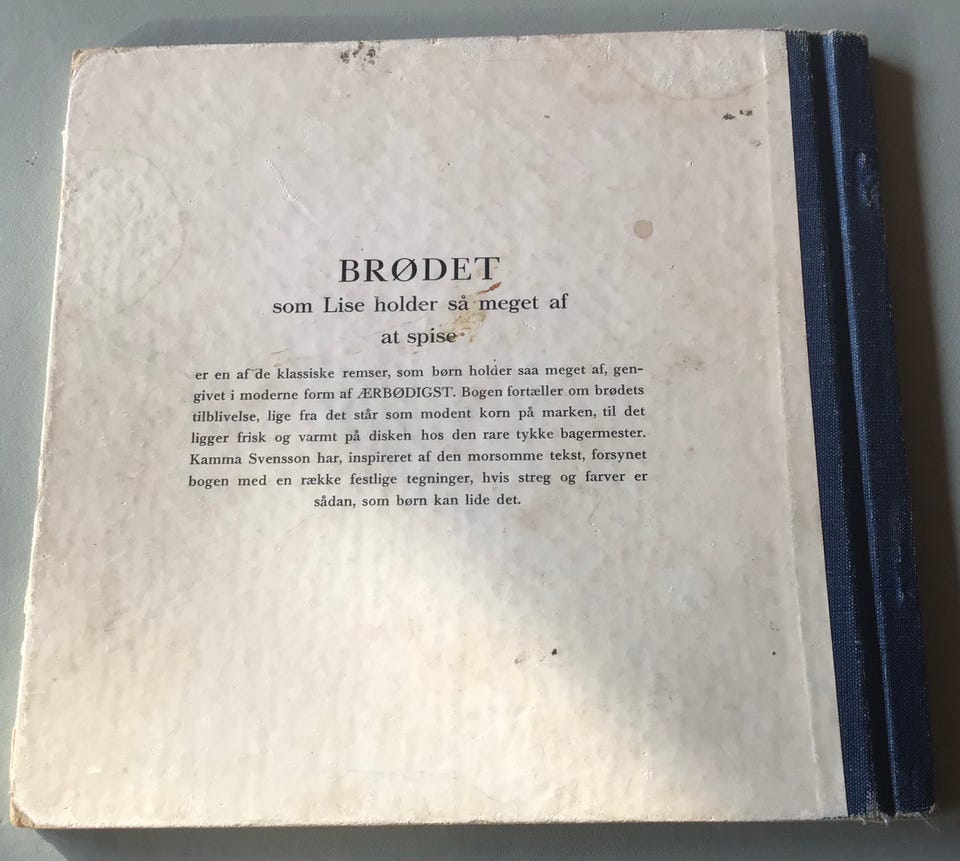 BRØDET
som Lise holder så meget af
at spise
er en af de klassiske remser, som børn holder saa meget af, gen-
givet i moderne form af ÆRBØDIGST. Bogen fortæller om brødets
tilblivelse, lige fra det står som modent korn på marken, til det
ligger frisk og varmt på disken hos den rare tykke bagermester.
Kamma Svensson har, inspireret af den morsomme tekst, forsynet
bogen med en række festlige tegninger, hvis streg og farver er
sådan, som børn kan lide det.